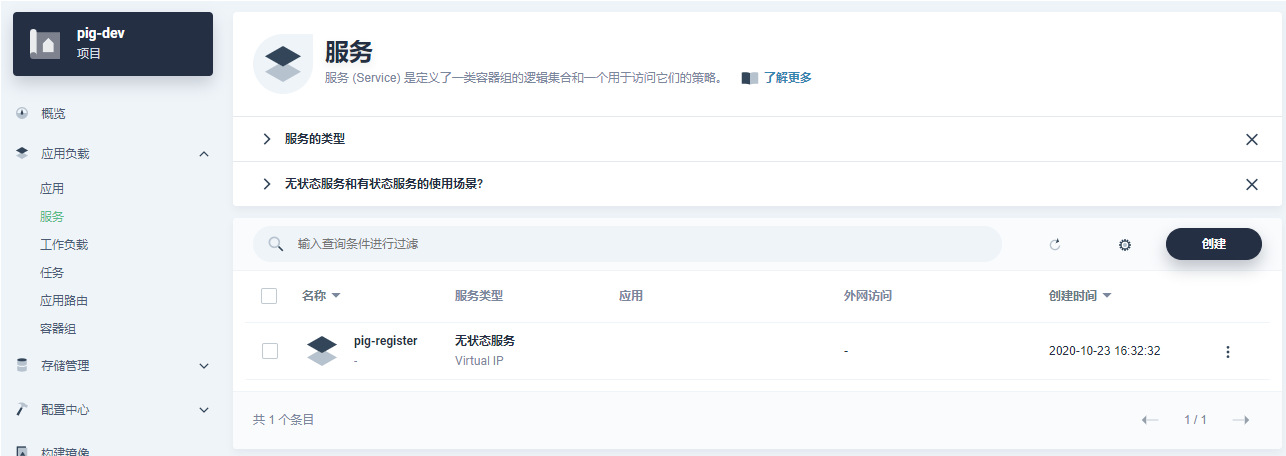 pig-dev
项目
概览
应用负载
应用
服务
工作负载
任务
应用路由
容器组
存储管理
配置中心
构建镜像
服务
服务 (Service) 是定义了一类容器组的逻辑集合和一个用于访问它们的策略。 了解更多
服务的类型
无状态服务和有状态服务的使用场景?
输入查询条件进行过滤
创建
名称 服务类型 应用 外网访问 创建时间
pig-register 无状态服务 - 2020-10-23 16:32:32
- Virtual IP
共 1 个条目 1 / 1